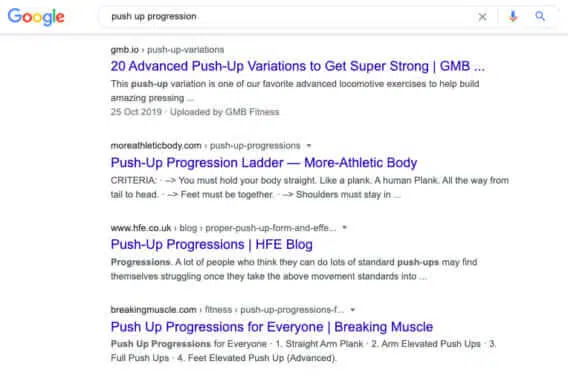 Google
push up progression
gmb.io › push-up-variations
20 Advanced Push-Up Variations to Get Super Strong | GMB ...
This push-up variation is one of our favorite advanced locomotive exercises to help build
amazing pressing ...
25 Oct 2019 · Uploaded by GMB Fitness
moreathleticbody.com › push-up-progressions
Push-Up Progression Ladder — More-Athletic Body
CRITERIA: · –> You must hold your body straight. Like a plank. A human Plank. All the way from
tail to head. · –> Feet must be together. · –> Shoulders must stay in ...
www.hfe.co.uk › blog › proper-push-up-form-and-effe...
Push-Up Progressions | HFE Blog
Progressions. A lot of people who think they can do lots of standard push-ups may find
themselves struggling once they take the above movement standards into ...
breakingmuscle.com › fitness › push-up-progressions-f...
Push Up Progressions for Everyone | Breaking Muscle
Push Up Progressions for Everyone · 1. Straight Arm Plank · 2. Arm Elevated Push Ups · 3.
Full Push Ups · 4. Feet Elevated Push Up (Advanced).